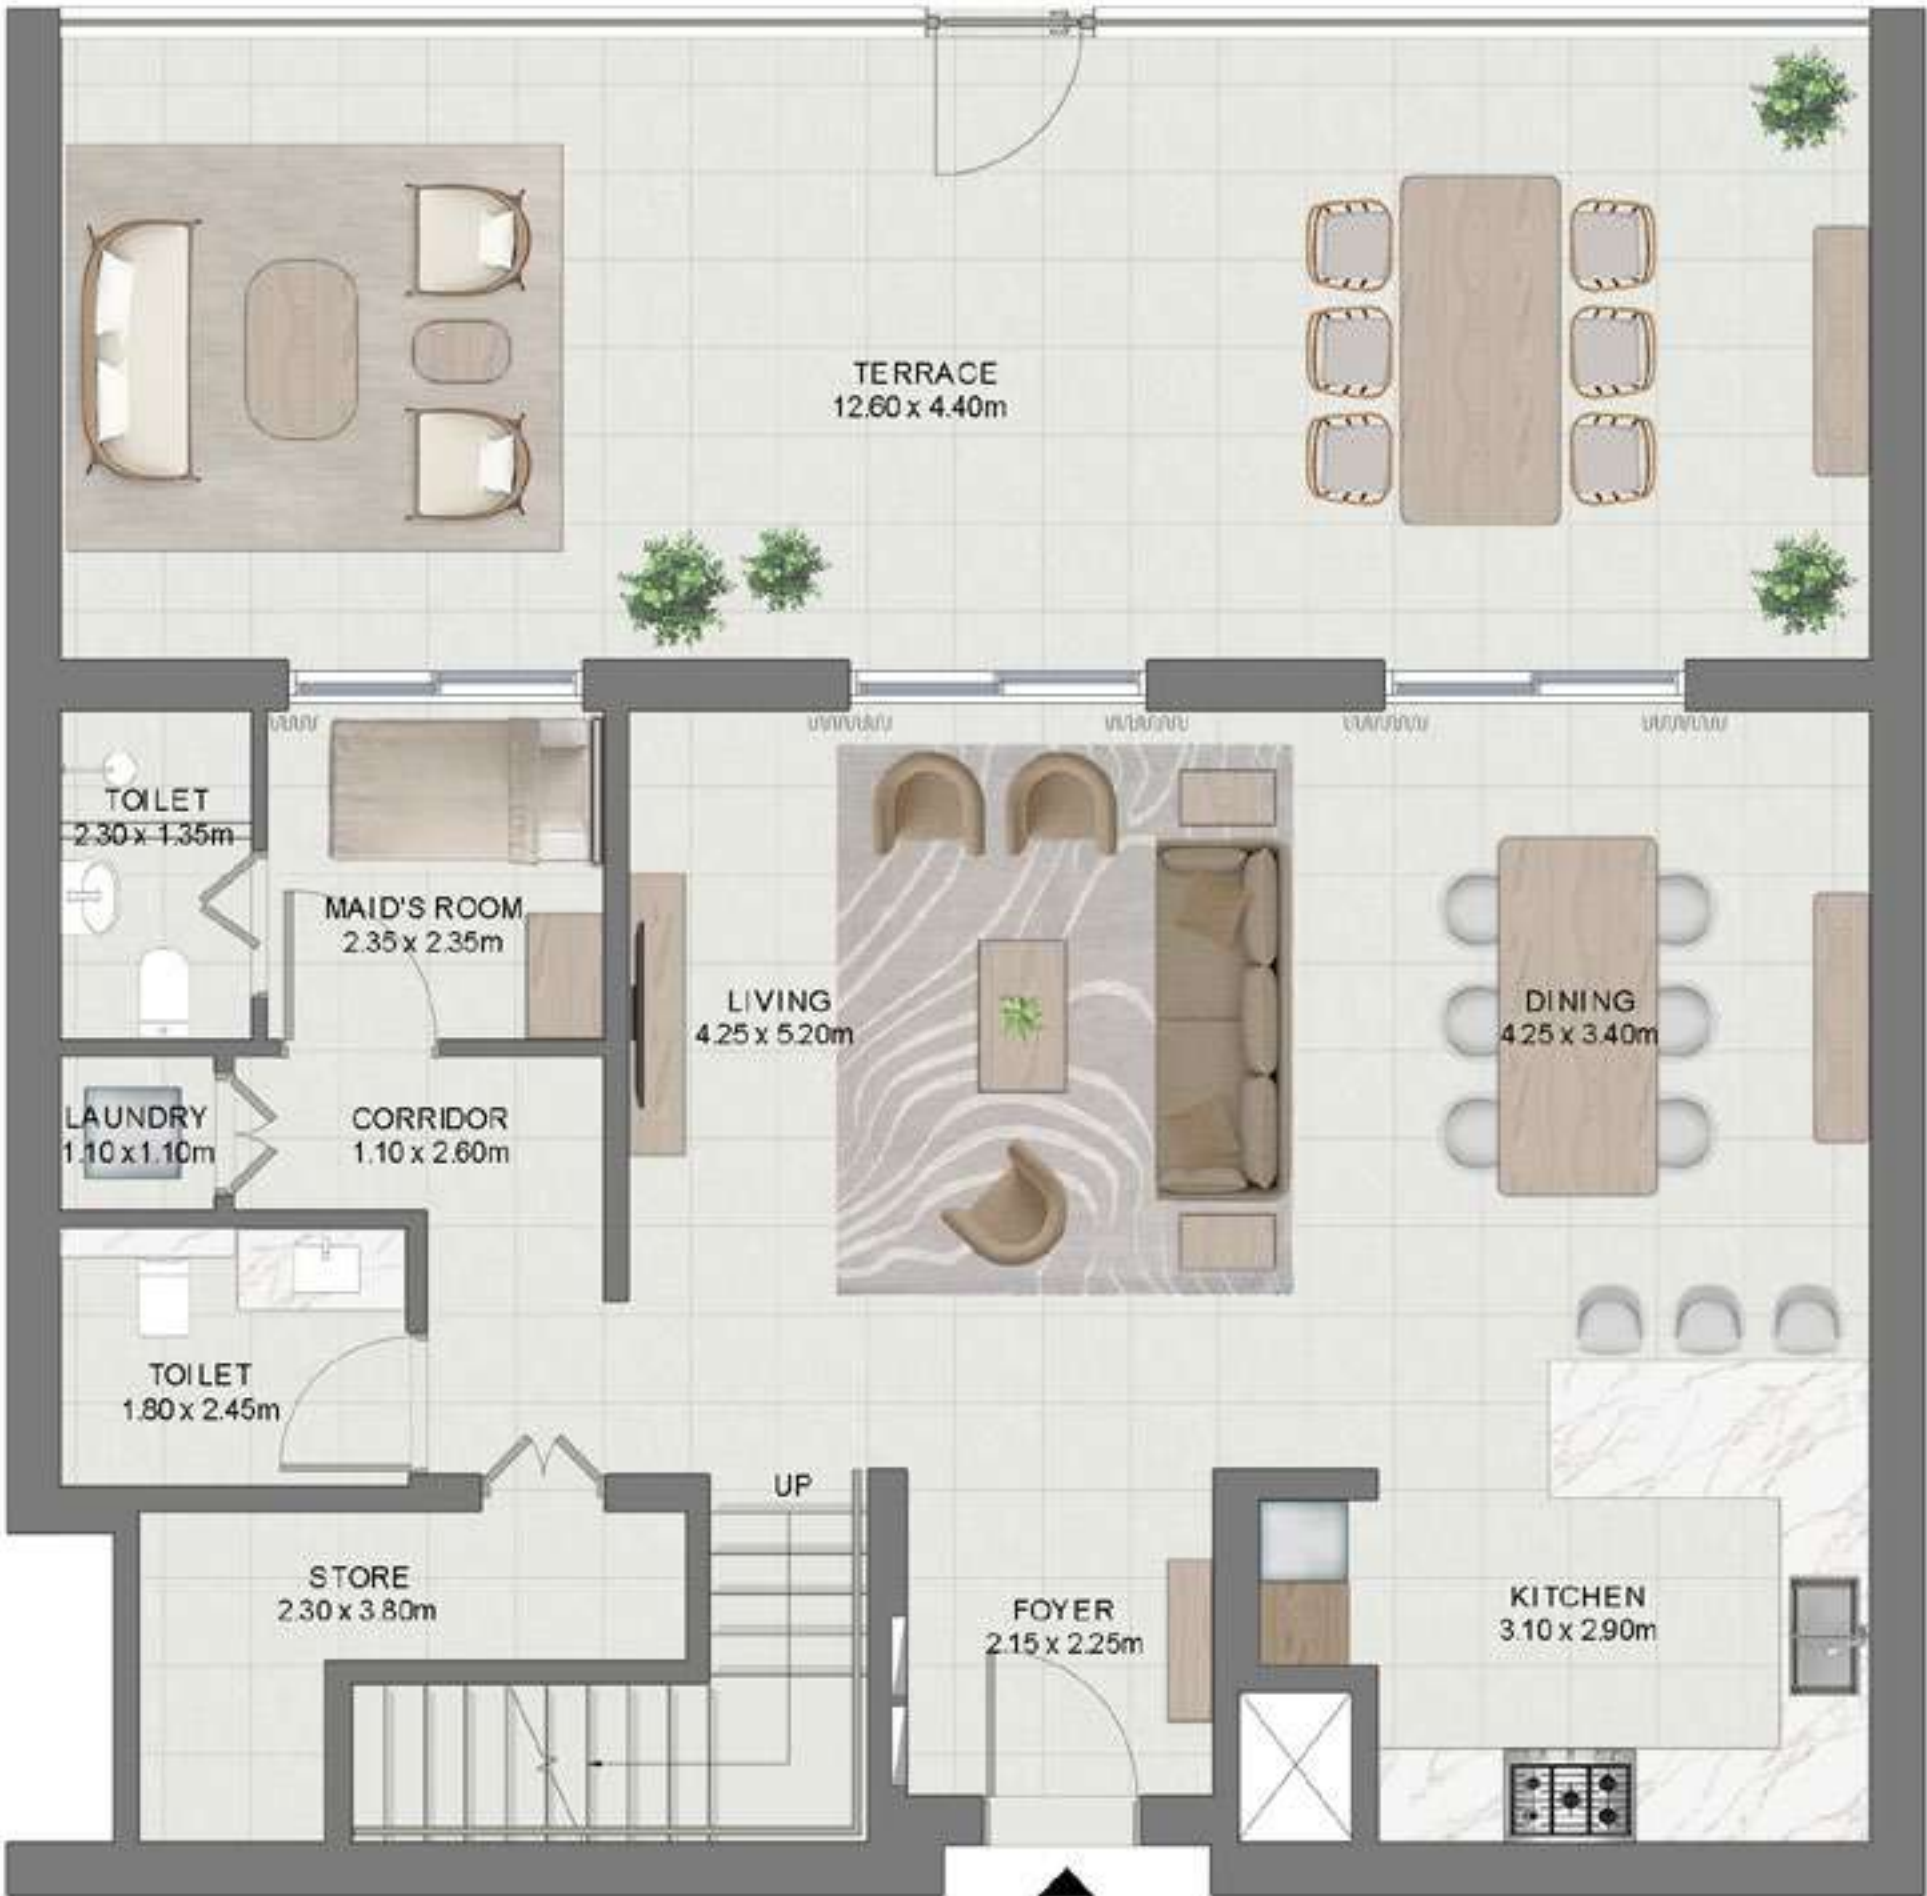 TERRACE
12.60 x 4.40m
TOILET
2.30 x 1.35m
MAID'S ROOM
2.35 x 2.35m
LIVING
4.25 x 5.20m
DINING
4.25 x 3.40m
LAUNDRY
1.10 x 1.10m
CORRIDOR
1.10 x 2.60m
TOILET
1.80 x 2.45m
UP
STORE
2.30 x 3.80m
FOYER
2.15 x 2.25m
KITCHEN
3.10 x 2.90m